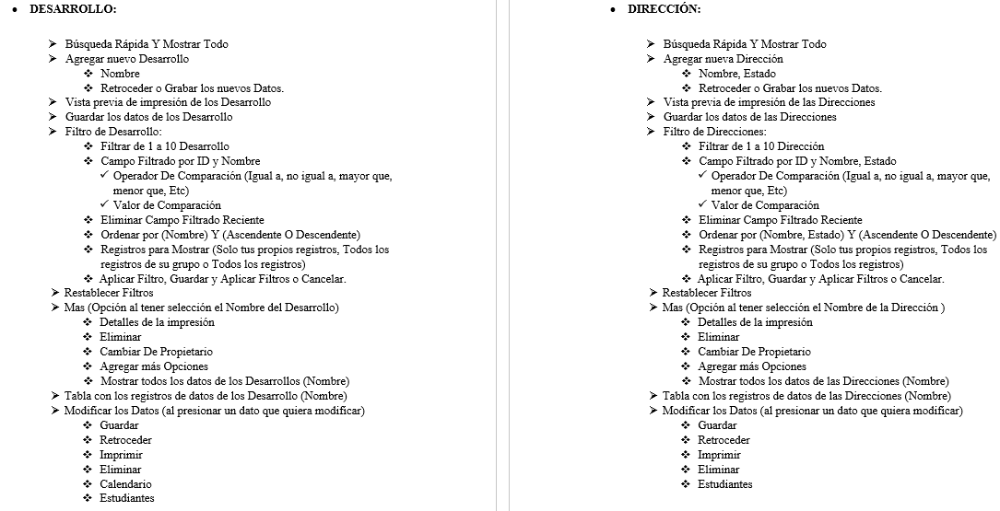 • DESARROLLO:
➤ Búsqueda Rápida Y Mostrar Todo
➤ Agregar nuevo Desarrollo
❖ Nombre
❖ Retroceder o Grabar los nuevos Datos.
➤ Vista previa de impresión de los Desarrollo
➤ Guardar los datos de los Desarrollo
➤ Filtro de Desarrollo:
❖ Filtrar de 1 a 10 Desarrollo
❖ Campo Filtrado por ID y Nombre
✓ Operador De Comparación (Igual a, no igual a, mayor que,
menor que, Etc)
✓ Valor de Comparación
❖ Eliminar Campo Filtrado Reciente
❖ Ordenar por (Nombre) Y (Ascendente O Descendente)
❖ Registros para Mostrar (Solo tus propios registros, Todos los
registros de su grupo o Todos los registros)
❖ Aplicar Filtro, Guardar y Aplicar Filtros o Cancelar.
➤ Restablecer Filtros
➤ Mas (Opción al tener selección el Nombre del Desarrollo)
❖ Detalles de la impresión
❖ Eliminar
❖ Cambiar De Propietario
❖ Agregar más Opciones
❖ Mostrar todos los datos de los Desarrollos (Nombre)
➤ Tabla con los registros de datos de los Desarrollo (Nombre)
➤ Modificar los Datos (al presionar un dato que quiera modificar)
❖ Guardar
❖ Retroceder
❖ Imprimir
❖ Eliminar
❖ Calendario
❖ Estudiantes
• DIRECCIÓN:
➤ Búsqueda Rápida Y Mostrar Todo
➤ Agregar nueva Dirección
❖ Nombre, Estado
❖ Retroceder o Grabar los nuevos Datos.
➤ Vista previa de impresión de las Direcciones
➤ Guardar los datos de las Direcciones
➤ Filtro de Direcciones:
❖ Filtrar de 1 a 10 Dirección
❖ Campo Filtrado por ID y Nombre, Estado
✓ Operador De Comparación (Igual a, no igual a, mayor que,
menor que, Etc)
✓ Valor de Comparación
❖ Eliminar Campo Filtrado Reciente
❖ Ordenar por (Nombre, Estado) Y (Ascendente O Descendente)
❖ Registros para Mostrar (Solo tus propios registros, Todos los
registros de su grupo o Todos los registros)
❖ Aplicar Filtro, Guardar y Aplicar Filtros o Cancelar.
➤ Restablecer Filtros
➤ Mas (Opción al tener selección el Nombre de la Dirección )
❖ Detalles de la impresión
❖ Eliminar
❖ Cambiar De Propietario
❖ Agregar más Opciones
❖ Mostrar todos los datos de las Direcciones (Nombre)
➤ Tabla con los registros de datos de las Direcciones (Nombre)
➤ Modificar los Datos (al presionar un dato que quiera modificar)
❖ Guardar
❖ Retroceder
❖ Imprimir
❖ Eliminar
❖ Estudiantes